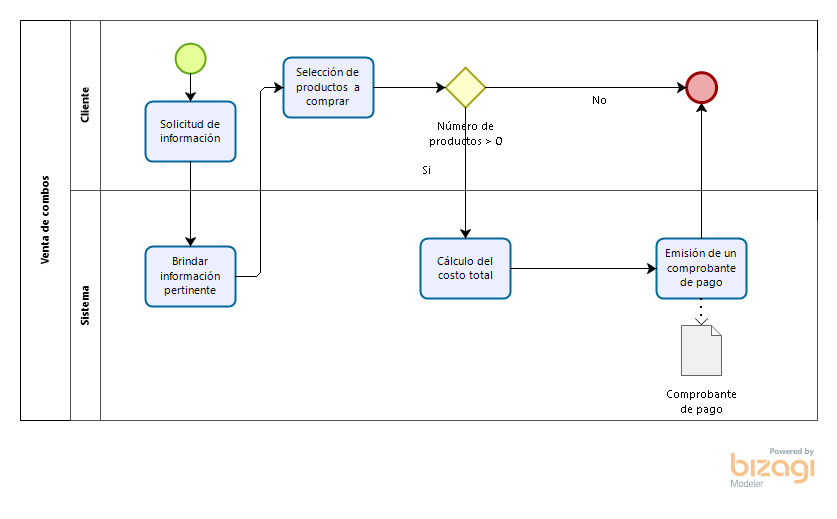 Venta de combos
Cliente
Solicitud de
información
Selección de
productos a
comprar
Número de
productos > 0
No
Si
Sistema
Brindar
información
pertinente
Cálculo del
costo total
Emisión de un
comprobante
de pago
Comprobante
de pago
Powered by
bizagi
Modeler